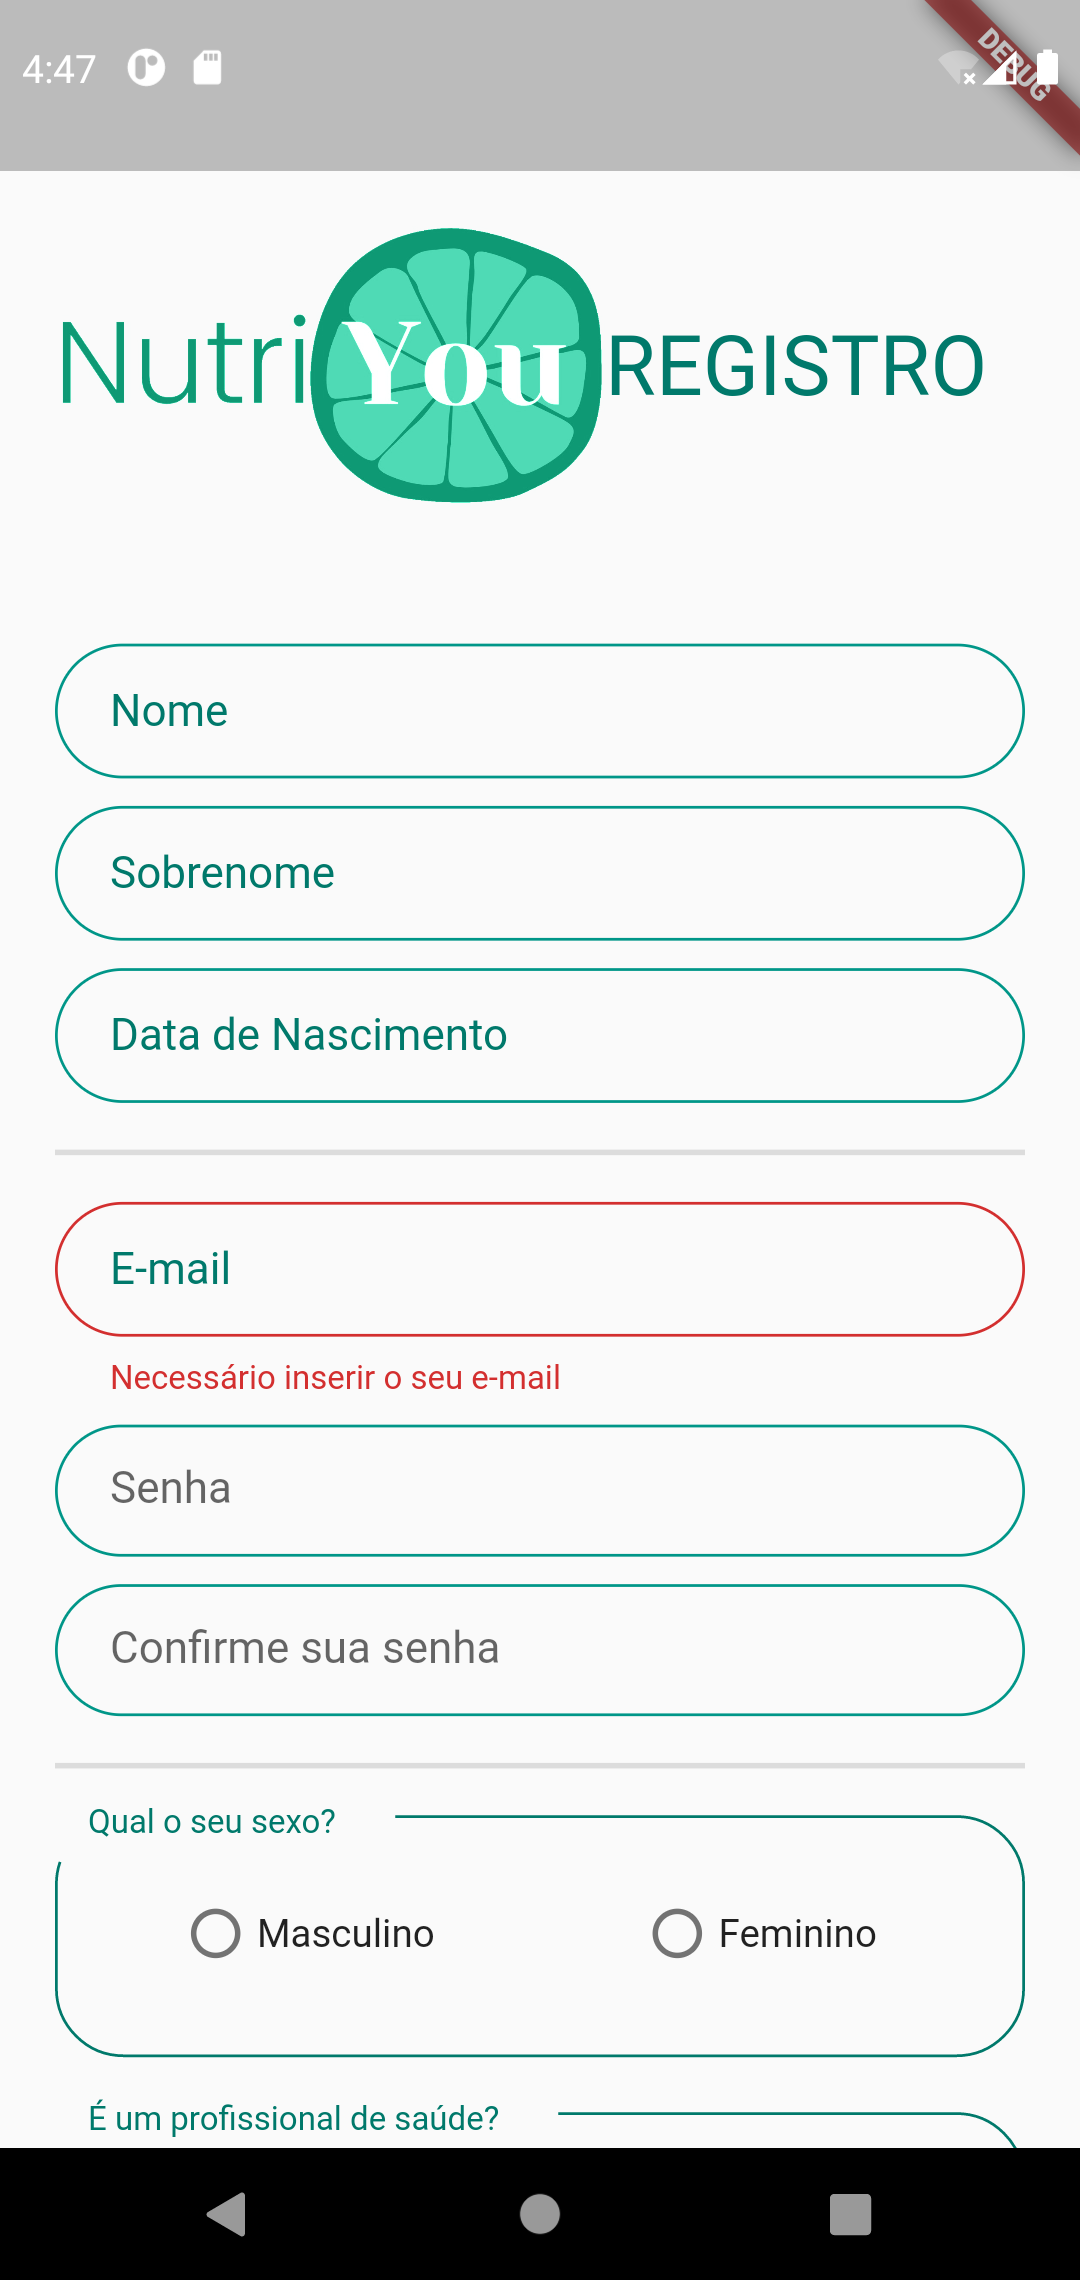 4:47
DEBUG
NutriYou REGISTRO
Nome
Sobrenome
Data de Nascimento
E-mail
Necessário inserir o seu e-mail
Senha
Confirme sua senha
Qual o seu sexo?
Masculino Feminino
É um profissional de saúde?